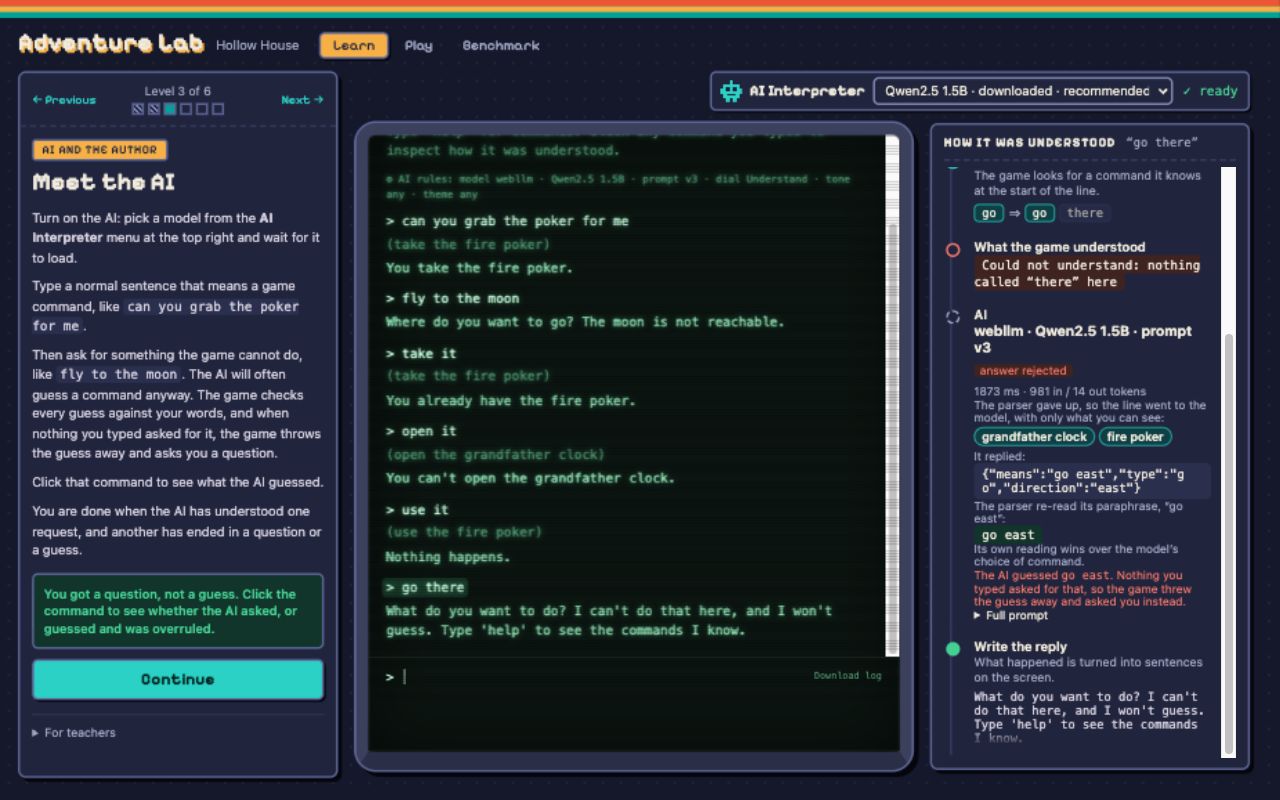 Adventure Lab Hollow House Learn Play Benchmark
← Previous
Level 3 of 6
Next →
AI AND THE AUTHOR
Meet the AI
Turn on the AI: pick a model from the AI
Interpreter menu at the top right and wait for it
to load.
Type a normal sentence that means a game
command, like can you grab the poker
for me.
Then ask for something the game cannot do,
like fly to the moon. The AI will often
guess a command anyway. The game checks
every guess against your words, and when
nothing you typed asked for it, the game throws
the guess away and asks you a question.
Click that command to see what the AI guessed.
You are done when the AI has understood one
request, and another has ended in a question or
a guess.
You got a question, not a guess. Click the
command to see whether the AI asked, or
guessed and was overruled.
Continue
▶ For teachers
AI Interpreter Qwen2.5 1.5B · downloaded · recommended ✓ ready
inspect how it was understood.
AI rules: model webllm · Qwen2.5 1.5B · prompt v3 · dial Understand · tone
any · theme any
> can you grab the poker for me
(take the fire poker)
You take the fire poker.
> fly to the moon
Where do you want to go? The moon is not reachable.
> take it
(take the fire poker)
You already have the fire poker.
> open it
(open the grandfather clock)
You can't open the grandfather clock.
> use it
(use the fire poker)
Nothing happens.
> go there
What do you want to do? I can't do that here, and I won't
guess. Type 'help' to see the commands I know.
>
Download log
HOW IT WAS UNDERSTOOD "go there"
The game looks for a command it knows
at the start of the line.
go ⇒ go there
What the game understood
Could not understand: nothing
called “there” here
AI
webllm · Qwen2.5 1.5B · prompt
v3
answer rejected
1873 ms · 981 in / 14 out tokens
The parser gave up, so the line went to the
model, with only what you can see:
grandfather clock fire poker
It replied:
{"means":"go east","type":"g
o","direction":"east"}
The parser re-read its paraphrase, “go
east”:
go east
Its own reading wins over the model's
choice of command.
The AI guessed go east. Nothing you
typed asked for that, so the game threw
the guess away and asked you instead.
▶ Full prompt
Write the reply
What happened is turned into sentences
on the screen.
What do you want to do? I can't
do that here, and I won't guess.
Type 'help' to see the commands
I know.